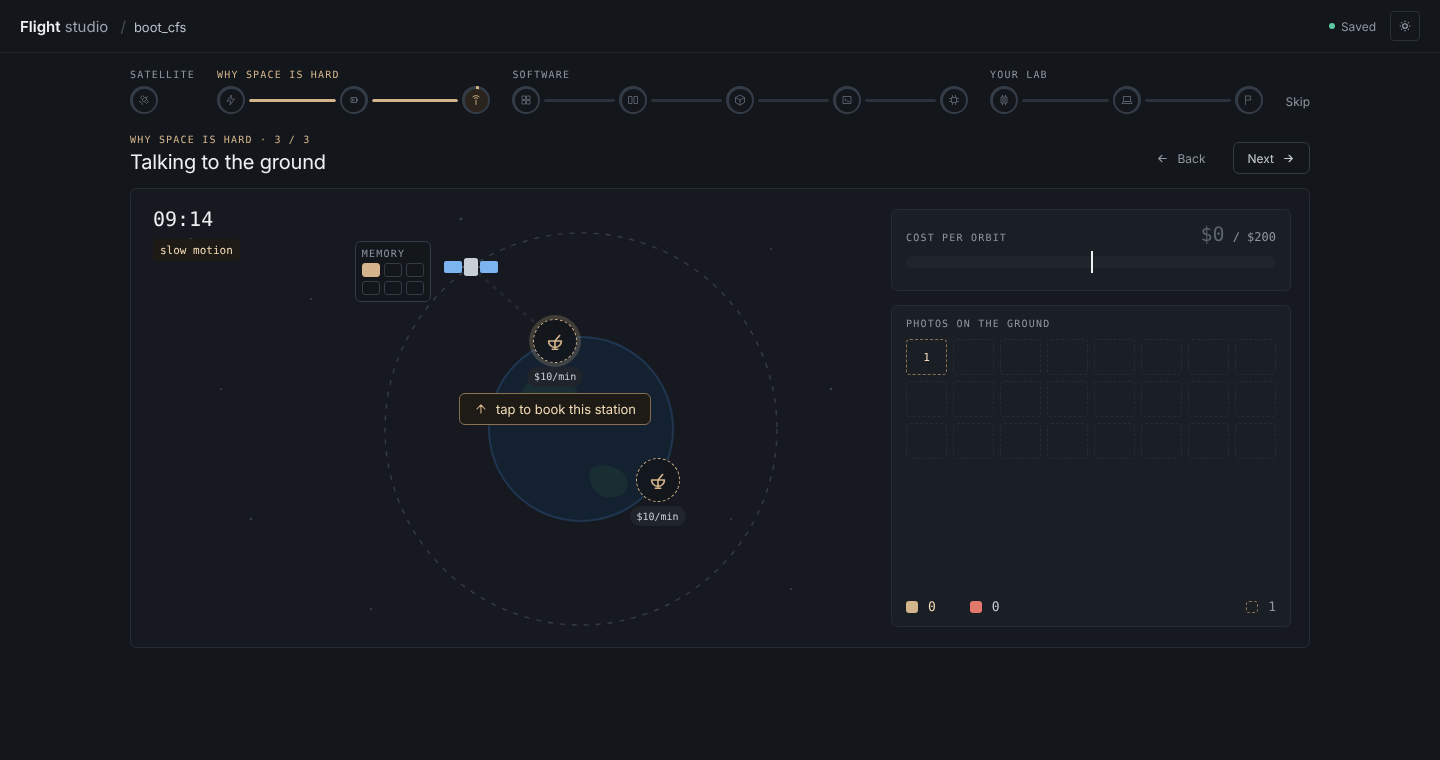 Flight studio / boot_cfs
Saved
SATELLITE
WHY SPACE IS HARD
SOFTWARE
YOUR LAB
Skip
WHY SPACE IS HARD · 3 / 3
Talking to the ground
← Back
Next →
09:14
slow motion
MEMORY
$10/min
↑ tap to book this station
$10/min
COST PER ORBIT
$0 / $200
PHOTOS ON THE GROUND
1
0
0
1